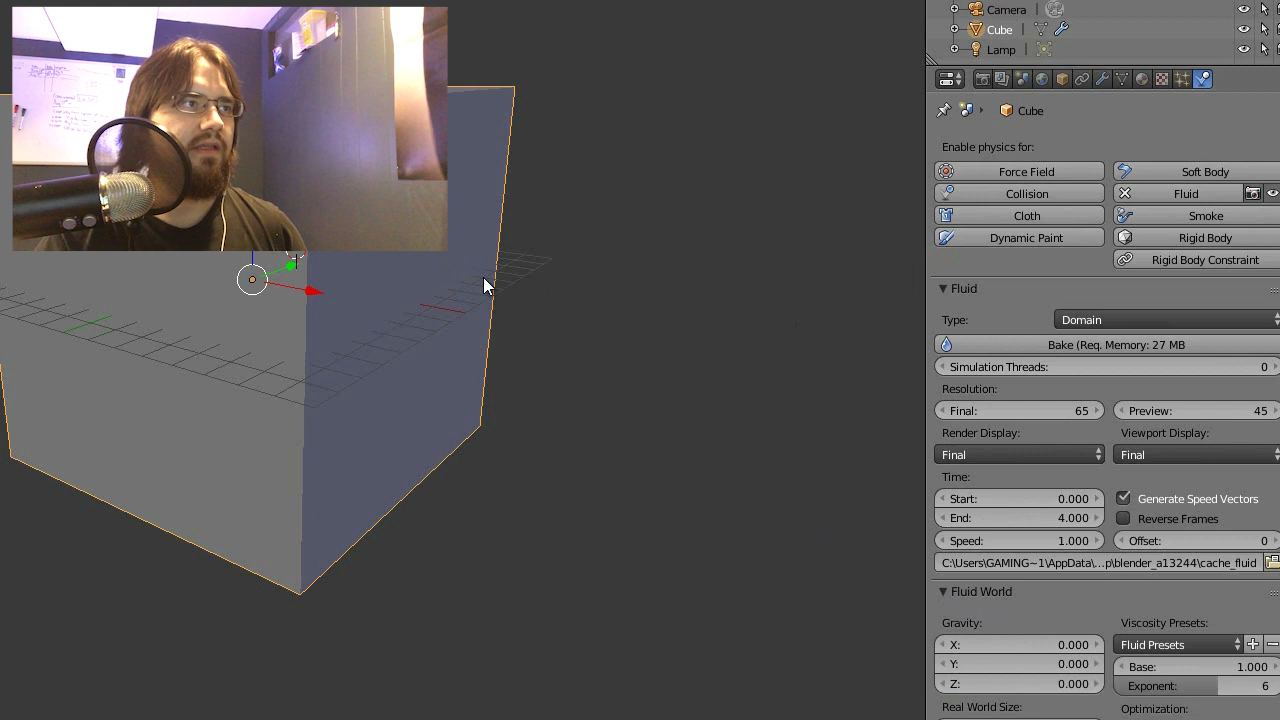 Camera
Cube
Lamp
Cube
Enable physics for:
Force Field
Soft Body
Collision
Fluid
Cloth
Smoke
Dynamic Paint
Rigid Body
Rigid Body Constraint
Fluid
Type:
Domain
Bake (Req. Memory: 27 MB
Simulation Threads: 0
Resolution:
Final: 65
Preview: 45
Render Display:
Viewport Display:
Final
Final
Time:
Start: 0.000
Generate Speed Vectors
End: 4.000
Reverse Frames
Speed: 1.000
Offset: 0
C:\Users\GAMING~1\AppData\...p\blender_a13244\cache_fluid
Fluid World
Gravity:
Viscosity Presets:
X: 0.000
Fluid Presets
Y: 0.000
Base: 1.000
Z: 0.000
Exponent: 6
Real World Size:
Optimization: